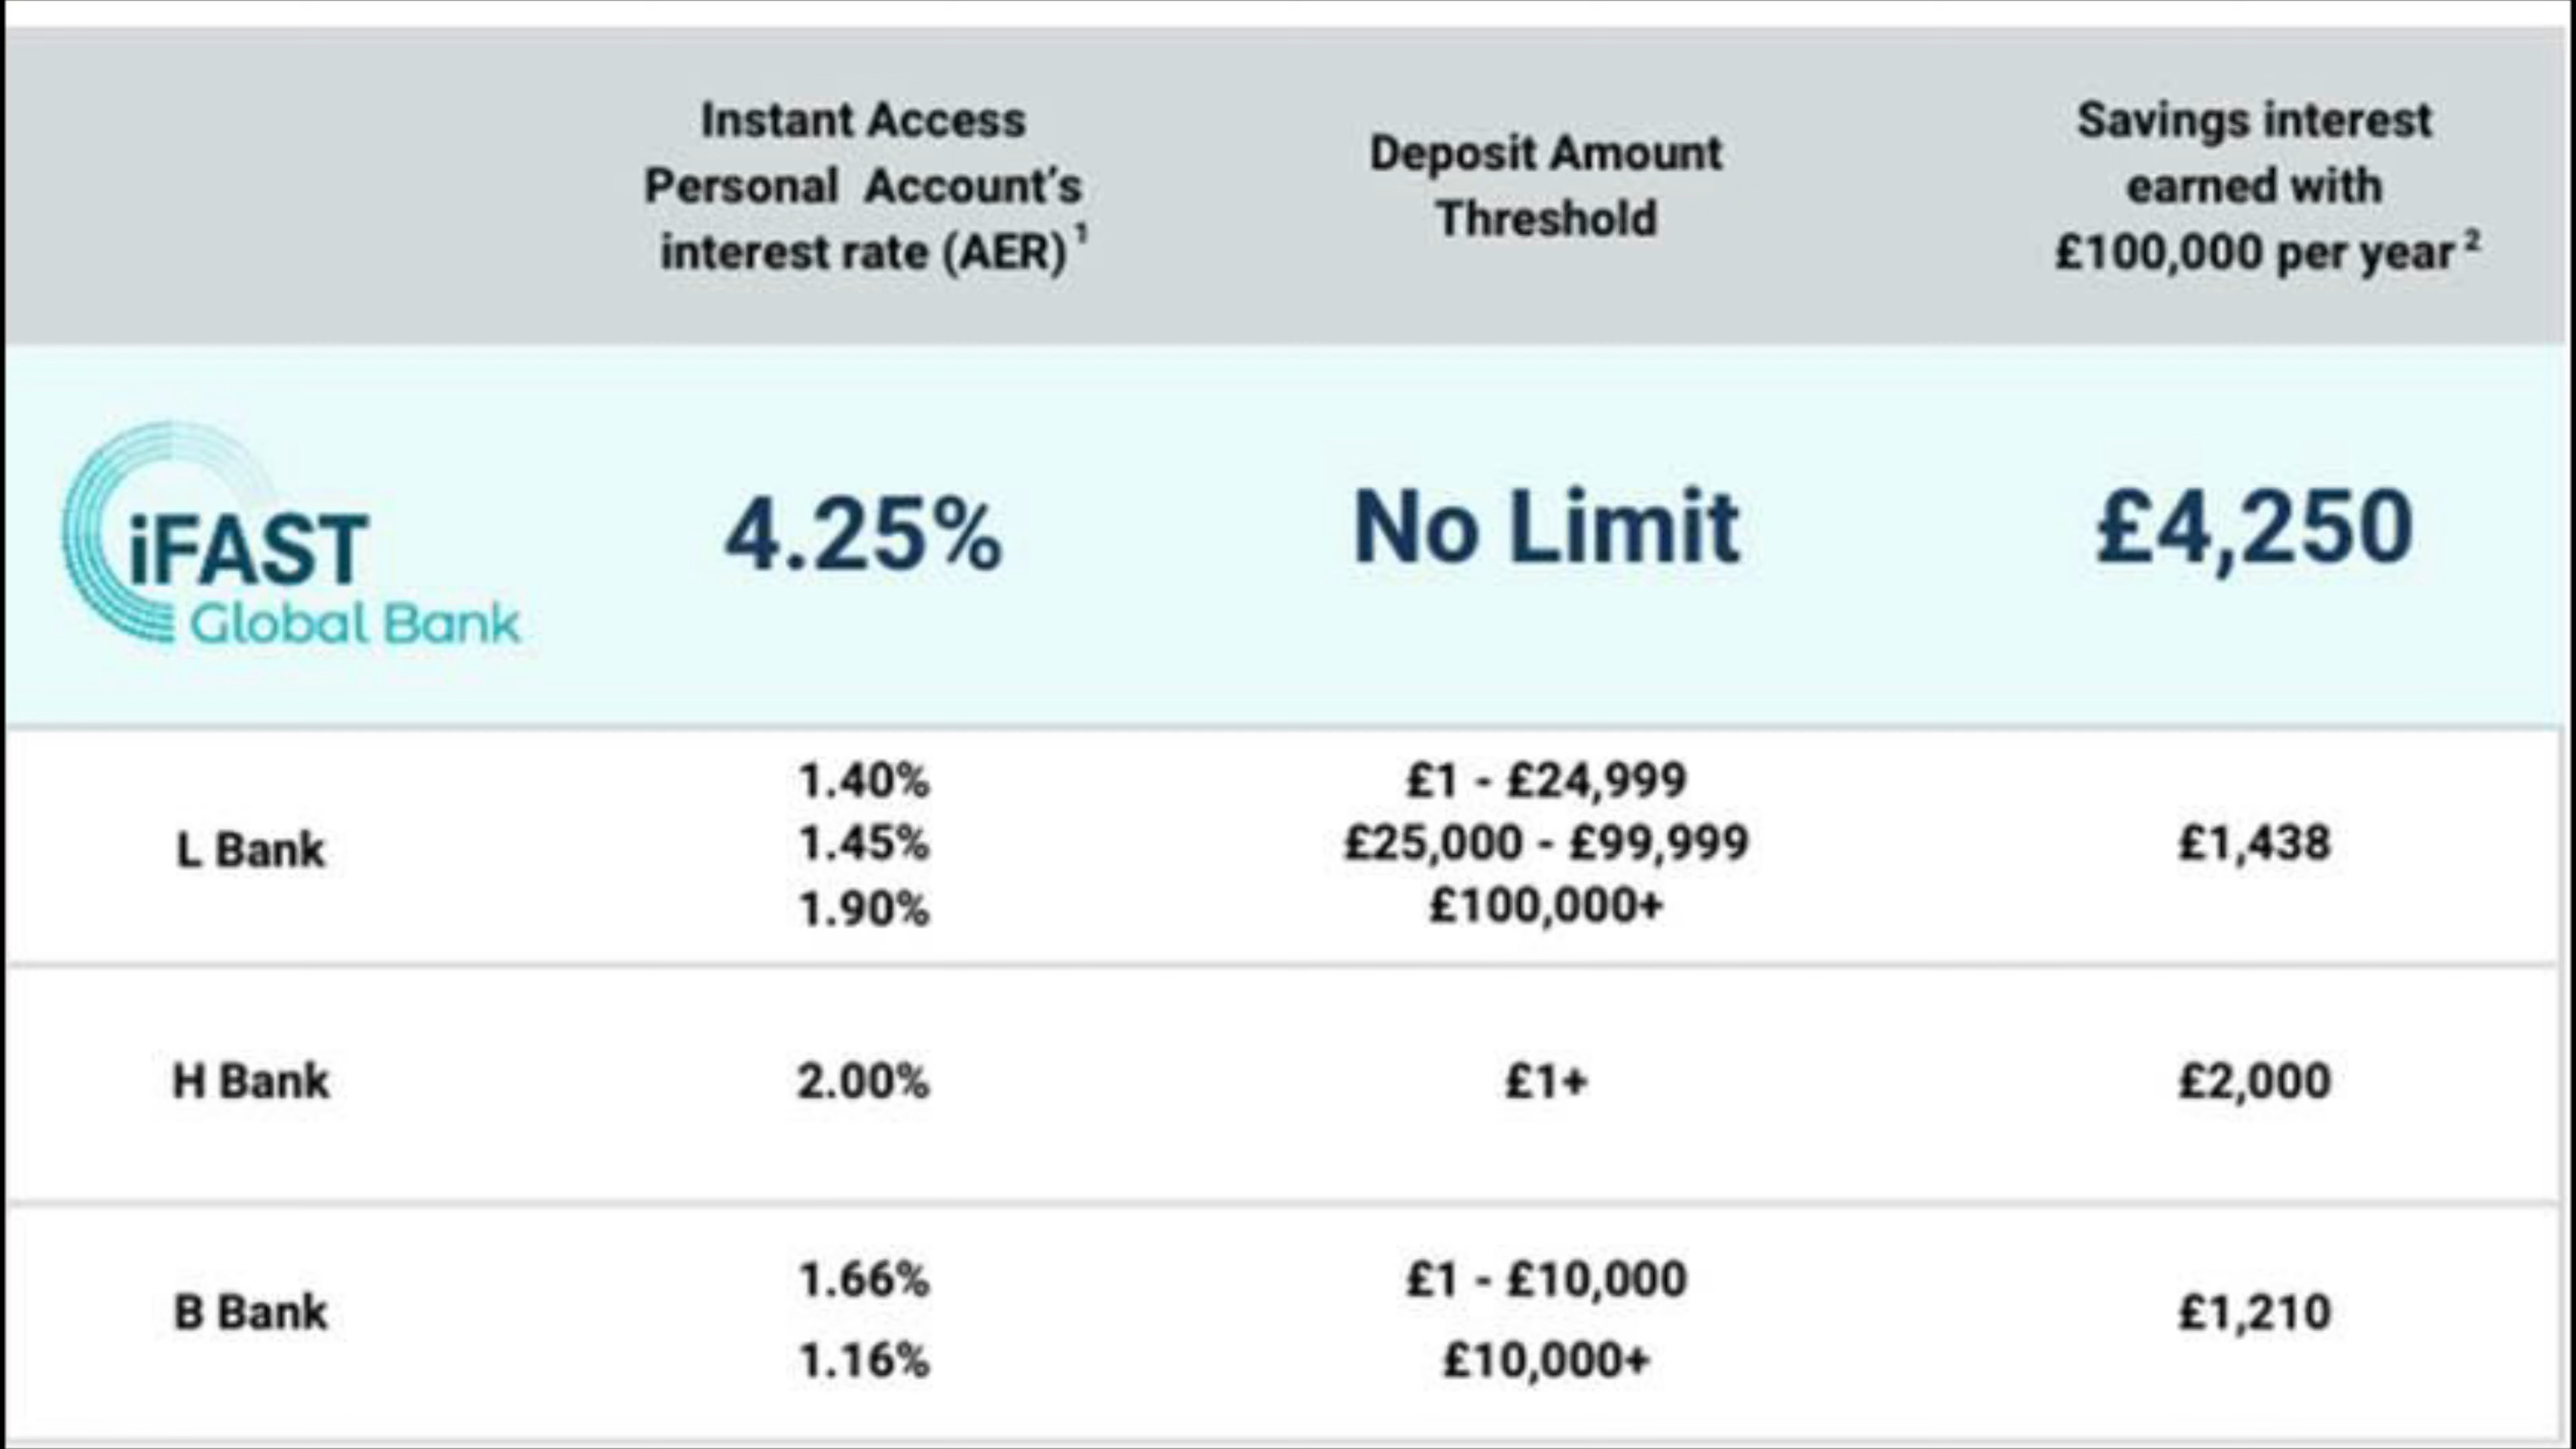 Instant Access
Personal Account's
interest rate (AER) 1
Deposit Amount
Threshold
Savings interest
earned with
£100,000 per year 2
iFAST
Global Bank
4.25%
No Limit
£4,250
L Bank
1.40%
1.45%
1.90%
£1 - £24,999
£25,000 - £99,999
£100,000+
£1,438
H Bank
2.00%
£1+
£2,000
B Bank
1.66%
1.16%
£1 - £10,000
£10,000+
£1,210